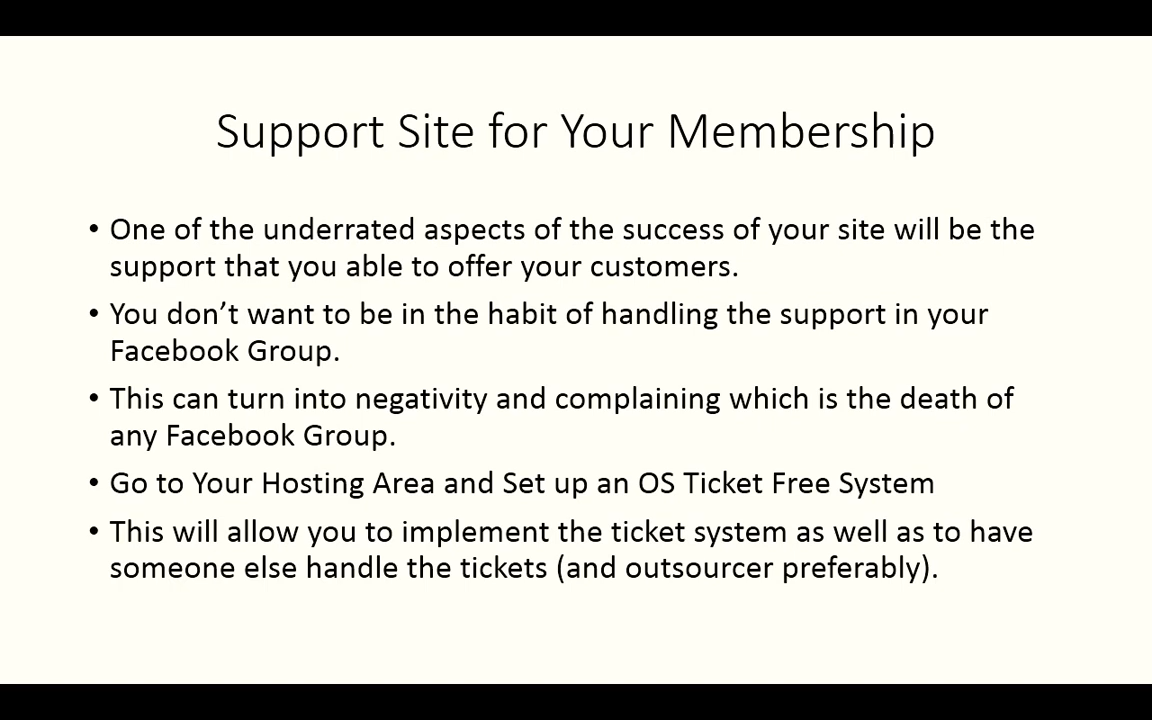 Support Site for Your Membership
• One of the underrated aspects of the success of your site will be the
support that you able to offer your customers.
• You don’t want to be in the habit of handling the support in your
Facebook Group.
• This can turn into negativity and complaining which is the death of
any Facebook Group.
• Go to Your Hosting Area and Set up an OS Ticket Free System
• This will allow you to implement the ticket system as well as to have
someone else handle the tickets (and outsourcer preferably).